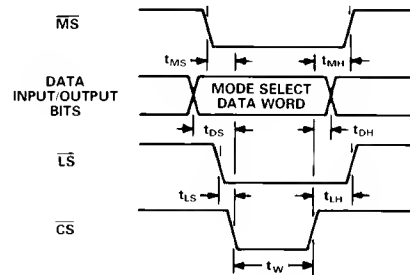 MS
tMS
tMH
DATA
INPUT/OUTPUT
BITS
MODE SELECT
DATA WORD
tDS
tDH
LS
tLS
tLH
CS
tW